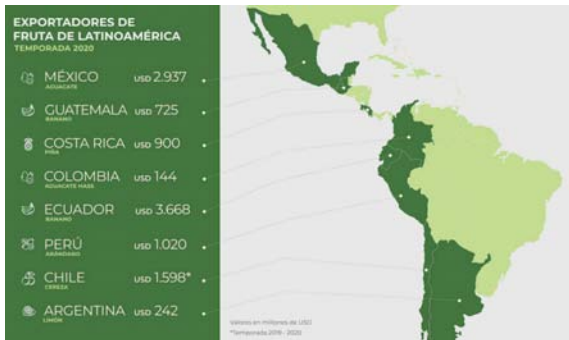 EXPORTADORES DE
FRUTA DE LATINOAMÉRICA
TEMPORADA 2020
MÉXICO USD 2.937
AGUACATE
GUATEMALA USD 725
BANANO
COSTA RICA USD 900
PIÑA
COLOMBIA USD 144
AGUACATE HASS
ECUADOR USD 3.668
BANANO
PERÚ USD 1.020
ARÁNDANO
CHILE USD 1.598*
CEREZA
ARGENTINA USD 242
LIMÓN
Valores en millones de USD
*Temporada 2019 - 2020